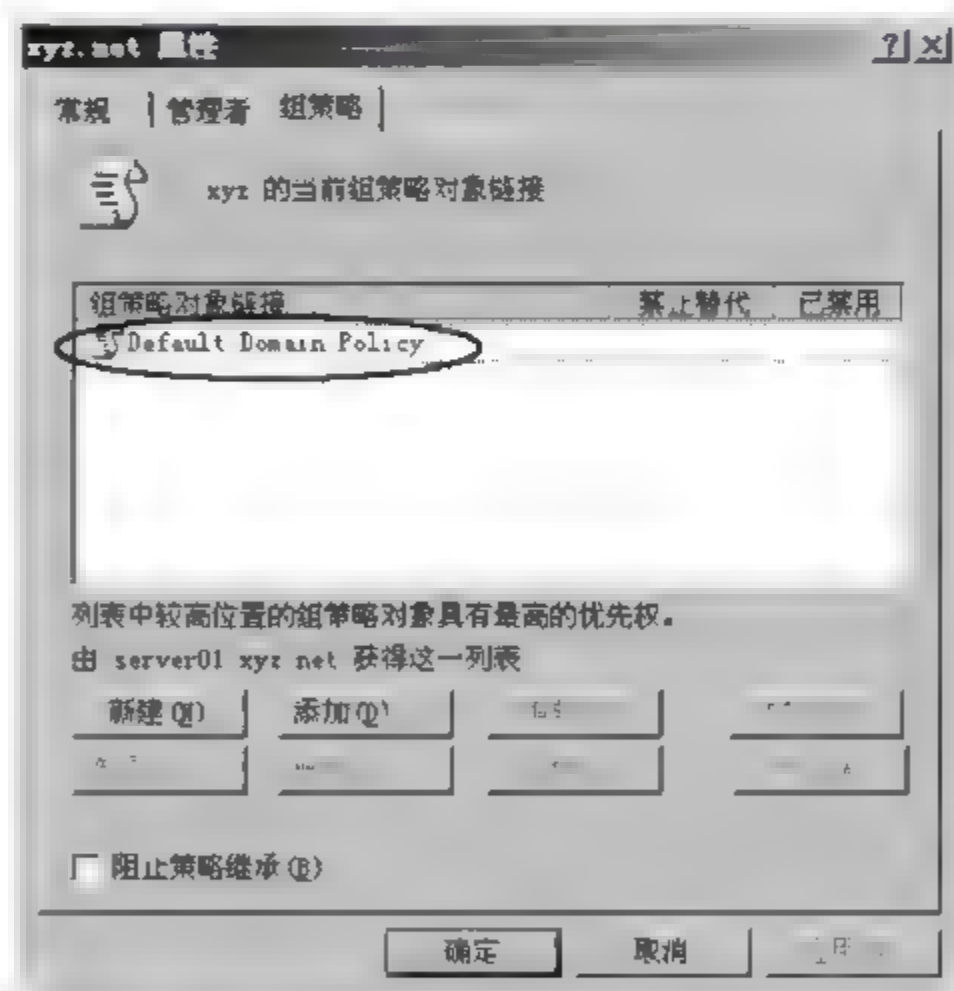 xyz.net 属性
常规 管理者 组策略
xyz 的当前组策略对象链接
组策略对象链接 禁止替代 已禁用
Default Domain Policy
列表中较高位置的组策略对象具有最高的优先权。
由 server01 xyz net 获得这一列表
新建(N) 添加(D)
阻止策略继承(B)
确定 取消